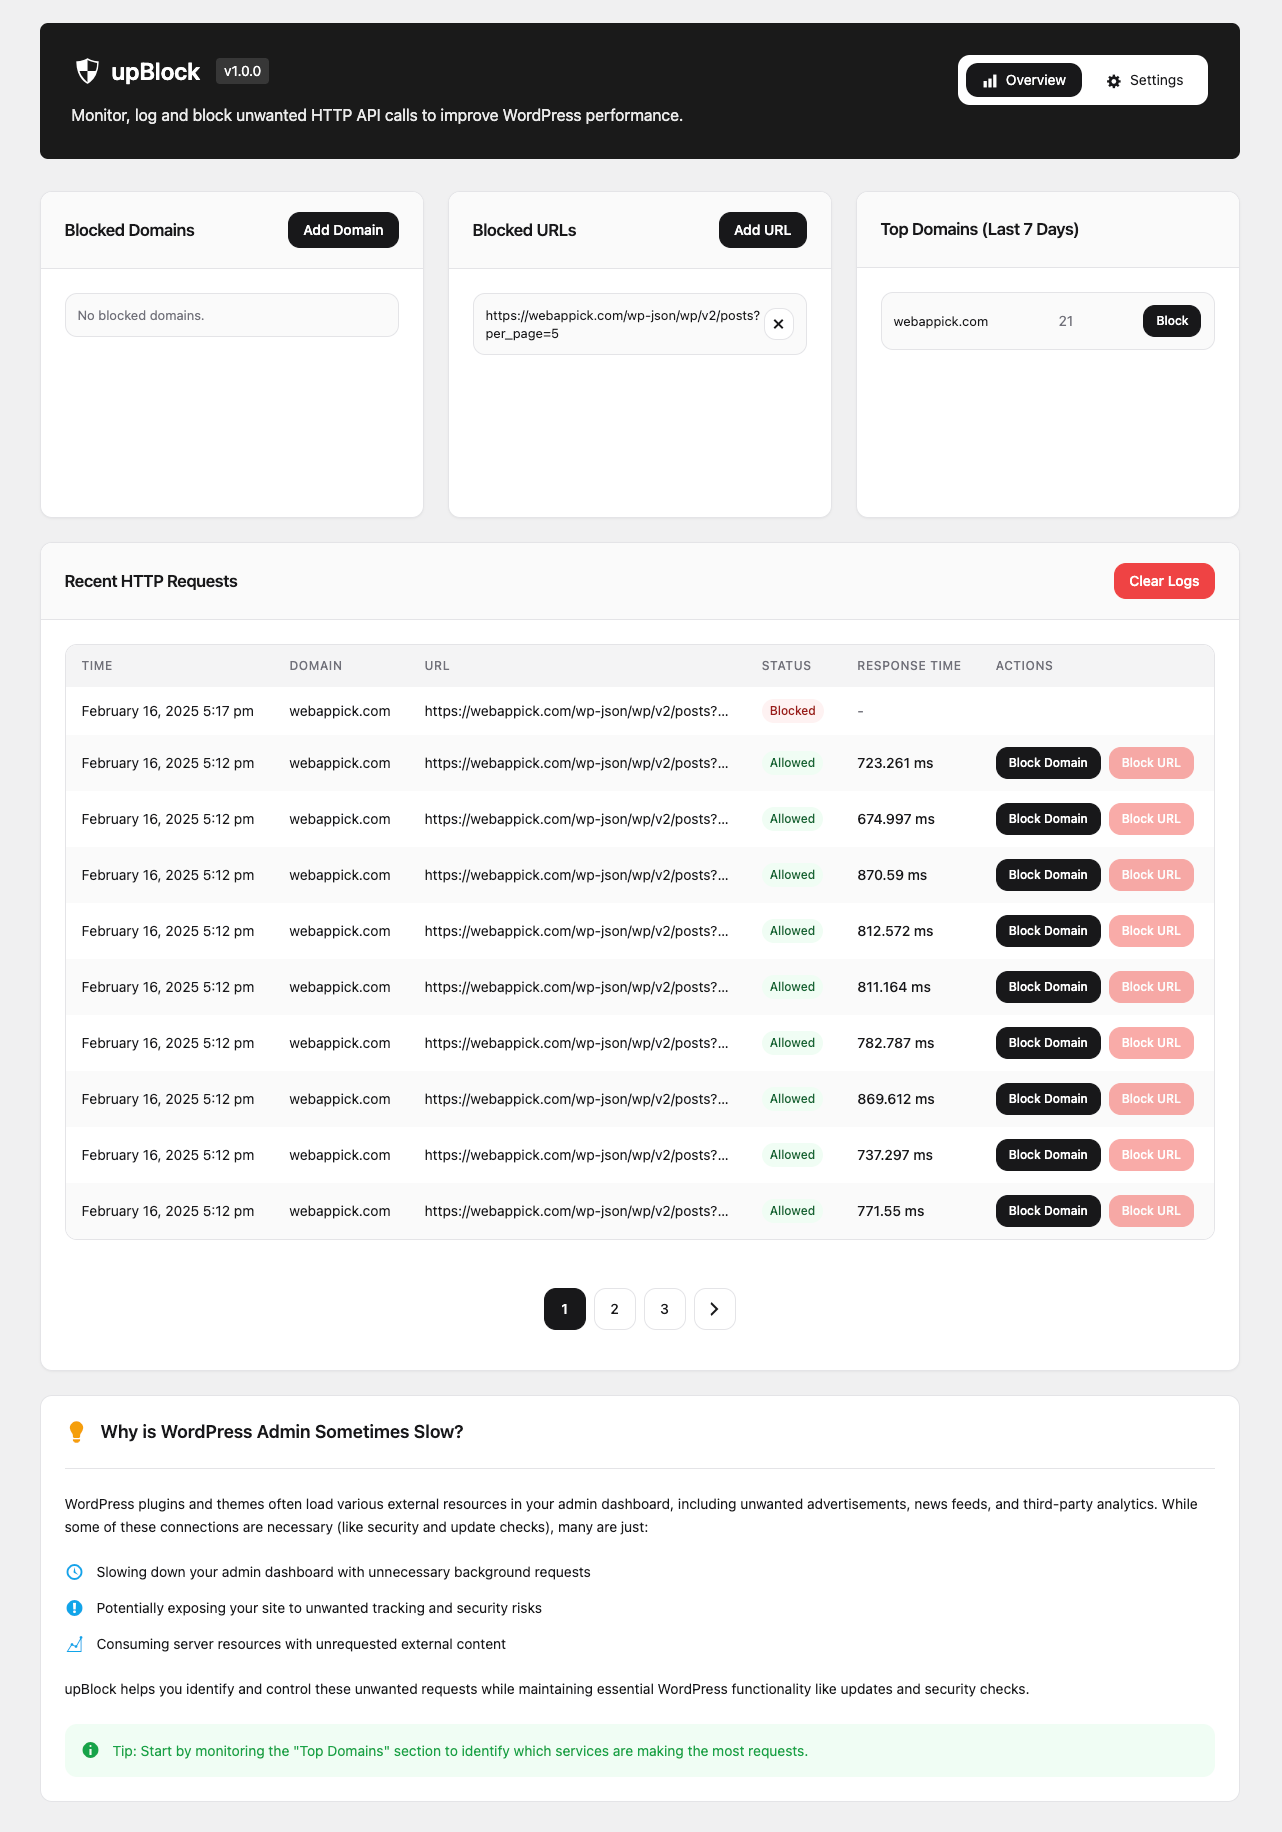 upBlock v1.0.0
Overview
Settings
Monitor, log and block unwanted HTTP API calls to improve WordPress performance.
Blocked Domains
Add Domain
No blocked domains.
Blocked URLs
Add URL
https://webappick.com/wp-json/wp/v2/posts?
per_page=5
Top Domains (Last 7 Days)
webappick.com 21 Block
Recent HTTP Requests
Clear Logs
TIME DOMAIN URL STATUS RESPONSE TIME ACTIONS
February 16, 2025 5:17 pm webappick.com https://webappick.com/wp-json/wp/v2/posts?... Blocked -
February 16, 2025 5:12 pm webappick.com https://webappick.com/wp-json/wp/v2/posts?... Allowed 723.261 ms Block Domain Block URL
February 16, 2025 5:12 pm webappick.com https://webappick.com/wp-json/wp/v2/posts?... Allowed 674.997 ms Block Domain Block URL
February 16, 2025 5:12 pm webappick.com https://webappick.com/wp-json/wp/v2/posts?... Allowed 870.59 ms Block Domain Block URL
February 16, 2025 5:12 pm webappick.com https://webappick.com/wp-json/wp/v2/posts?... Allowed 812.572 ms Block Domain Block URL
February 16, 2025 5:12 pm webappick.com https://webappick.com/wp-json/wp/v2/posts?... Allowed 811.164 ms Block Domain Block URL
February 16, 2025 5:12 pm webappick.com https://webappick.com/wp-json/wp/v2/posts?... Allowed 782.787 ms Block Domain Block URL
February 16, 2025 5:12 pm webappick.com https://webappick.com/wp-json/wp/v2/posts?... Allowed 869.612 ms Block Domain Block URL
February 16, 2025 5:12 pm webappick.com https://webappick.com/wp-json/wp/v2/posts?... Allowed 737.297 ms Block Domain Block URL
February 16, 2025 5:12 pm webappick.com https://webappick.com/wp-json/wp/v2/posts?... Allowed 771.55 ms Block Domain Block URL
1 2 3
Why is WordPress Admin Sometimes Slow?
WordPress plugins and themes often load various external resources in your admin dashboard, including unwanted advertisements, news feeds, and third-party analytics. While
some of these connections are necessary (like security and update checks), many are just:
Slowing down your admin dashboard with unnecessary background requests
Potentially exposing your site to unwanted tracking and security risks
Consuming server resources with unrequested external content
upBlock helps you identify and control these unwanted requests while maintaining essential WordPress functionality like updates and security checks.
Tip: Start by monitoring the "Top Domains" section to identify which services are making the most requests.